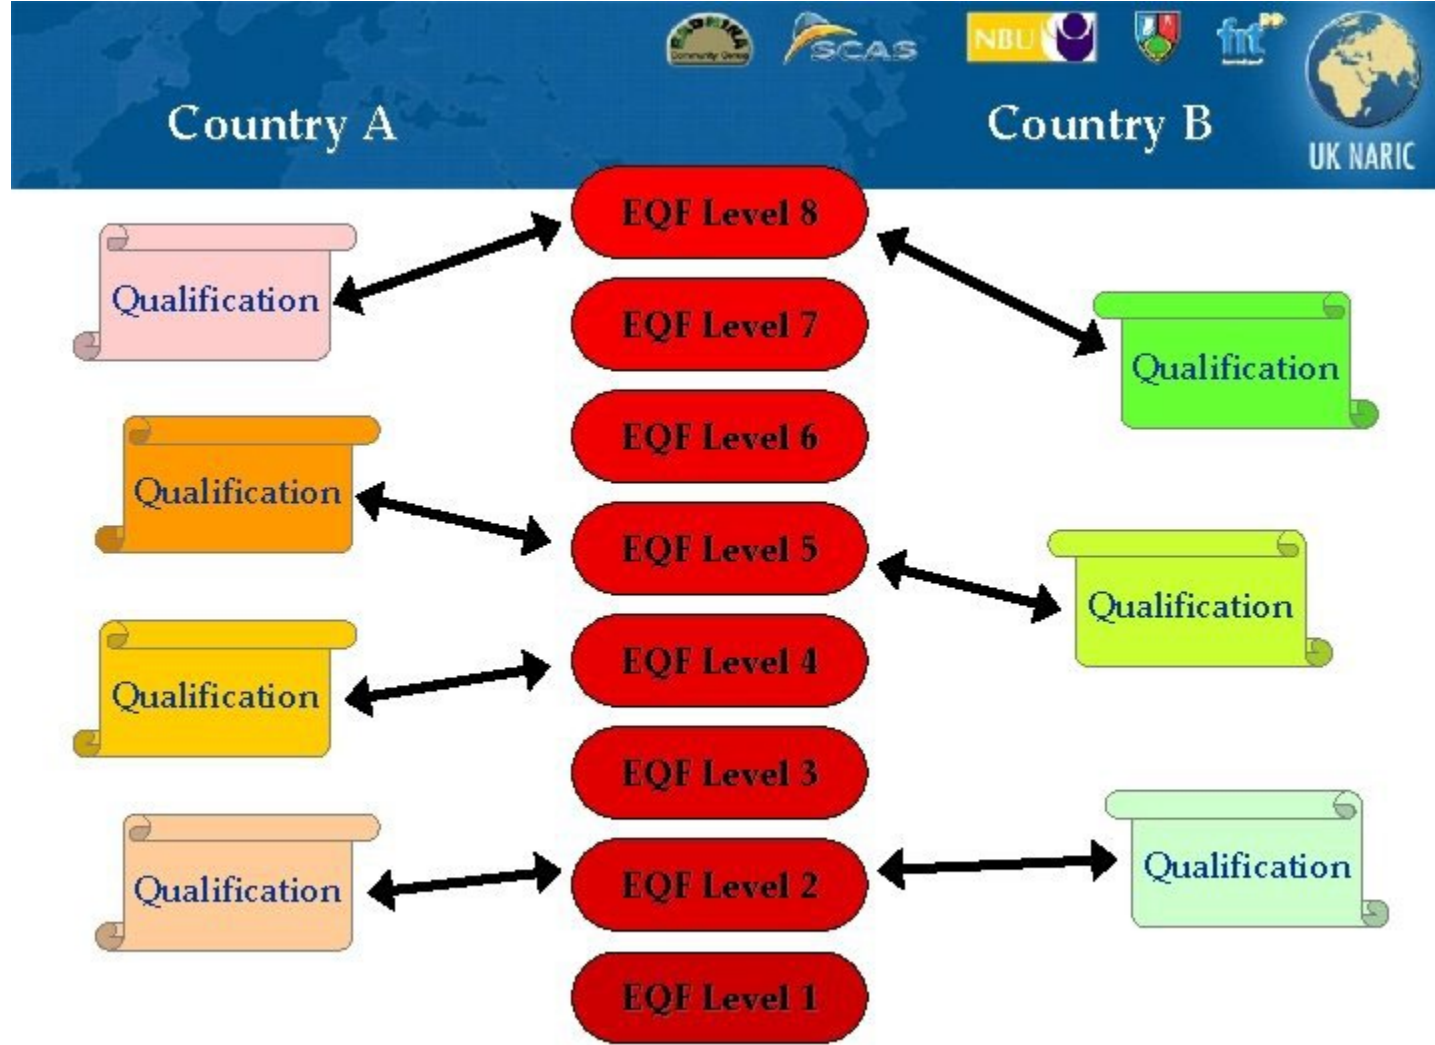 SCAS
NBU
Country A
Country B
UK NARIC
EQF Level 8
Qualification
EQF Level 7
Qualification
EQF Level 6
Qualification
EQF Level 5
Qualification
EQF Level 4
Qualification
EQF Level 3
Qualification
EQF Level 2
Qualification
EQF Level 1